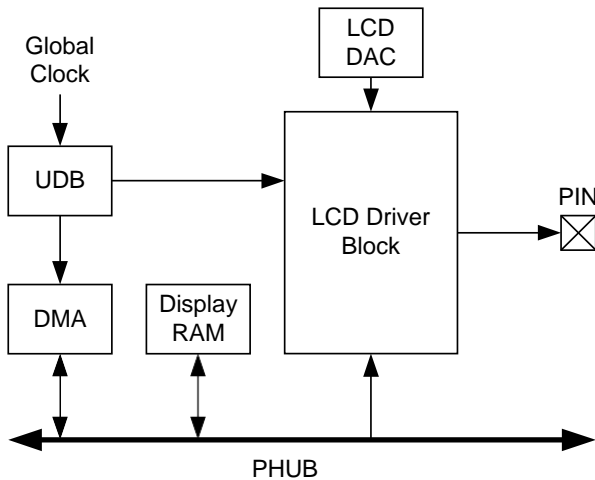 LCD
DAC
Global
Clock
UDB
LCD Driver
Block
PIN
DMA
Display
RAM
PHUB